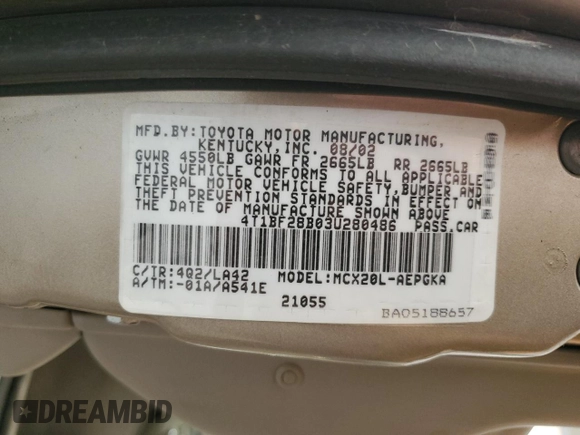 MFD.BY:TOYOTA MOTOR MANUFACTURING,
KENTUCKY,INC. 08/02
GVWR 4550LB GAWR FR 2665LB RR 2665LB
THIS VEHICLE CONFORMS TO ALL APPLICABLE
FEDERAL MOTOR VEHICLE SAFETY,BUMPER AND
THEFT PREVENTION STANDARDS IN EFFECT ON
THE DATE OF MANUFACTURE SHOWN ABOVE
4T1BF28B03U280486 PASS.CAR
C/TR:4Q2/LA42 MODEL:MCX20L-AEPGKA
A/TM:-01A/A541E
21055
BA05188657
DREAMBID